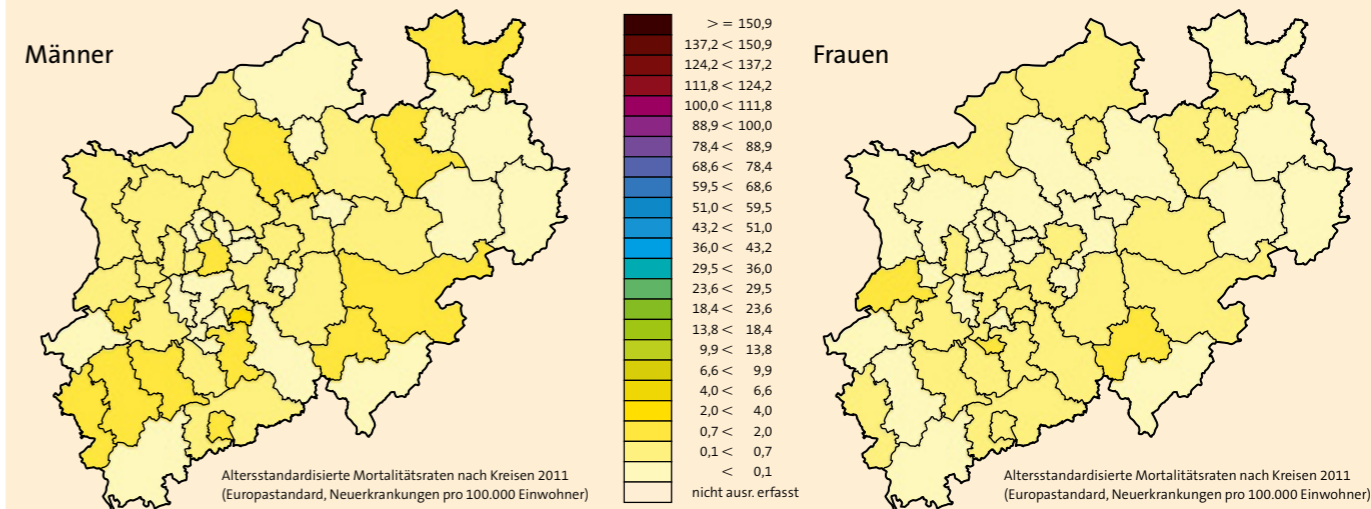 Männer
> = 150,9
137,2 < 150,9
124,2 < 137,2
111,8 < 124,2
100,0 < 111,8
88,9 < 100,0
78,4 < 88,9
68,6 < 78,4
59,5 < 68,6
51,0 < 59,5
43,2 < 51,0
36,0 < 43,2
29,5 < 36,0
23,6 < 29,5
18,4 < 23,6
13,8 < 18,4
9,9 < 13,8
6,6 < 9,9
4,0 < 6,6
2,0 < 4,0
0,7 < 2,0
0,1 < 0,7
< 0,1
nicht ausr. erfasst
Altersstandardisierte Mortalitätsraten nach Kreisen 2011
(Europastandard, Neuerkrankungen pro 100.000 Einwohner)
Frauen
Altersstandardisierte Mortalitätsraten nach Kreisen 2011
(Europastandard, Neuerkrankungen pro 100.000 Einwohner)